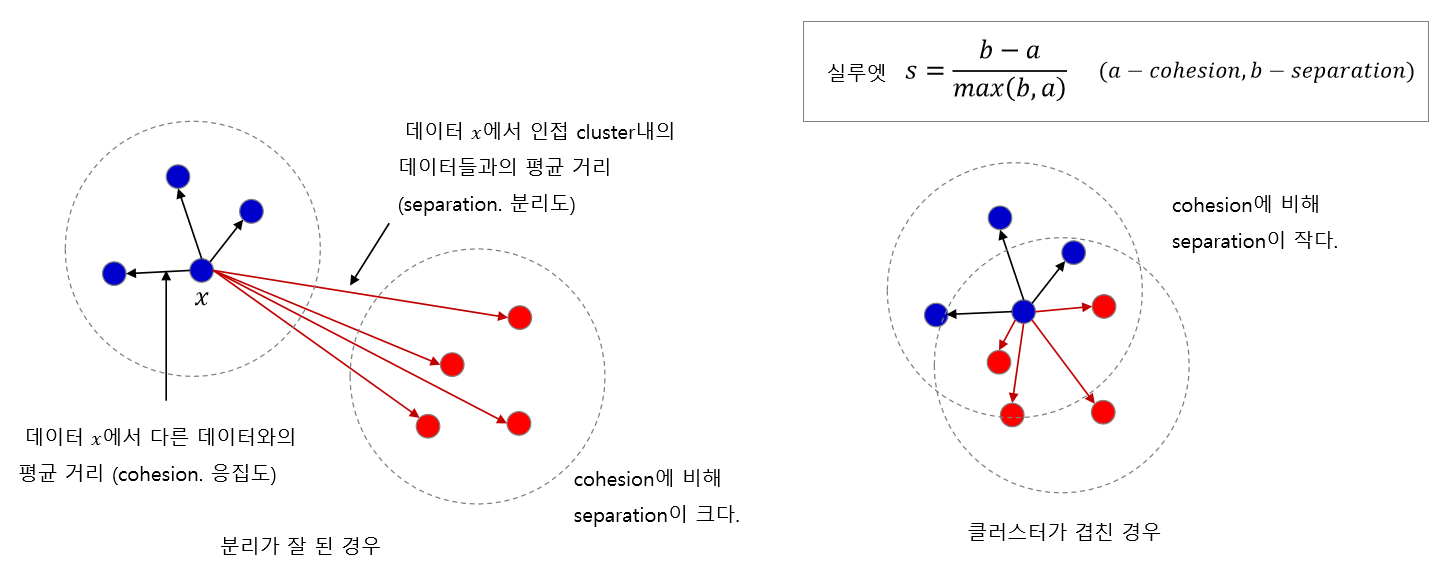 실루엣 s = b − a / max(b, a) (a − cohesion, b − separation)
데이터 x에서 인접 cluster내의
데이터들과의 평균 거리
(separation. 분리도)
x
데이터 x에서 다른 데이터와의
평균 거리 (cohesion. 응집도)
cohesion에 비해
separation이 크다.
분리가 잘 된 경우
cohesion에 비해
separation이 작다.
클러스터가 겹친 경우